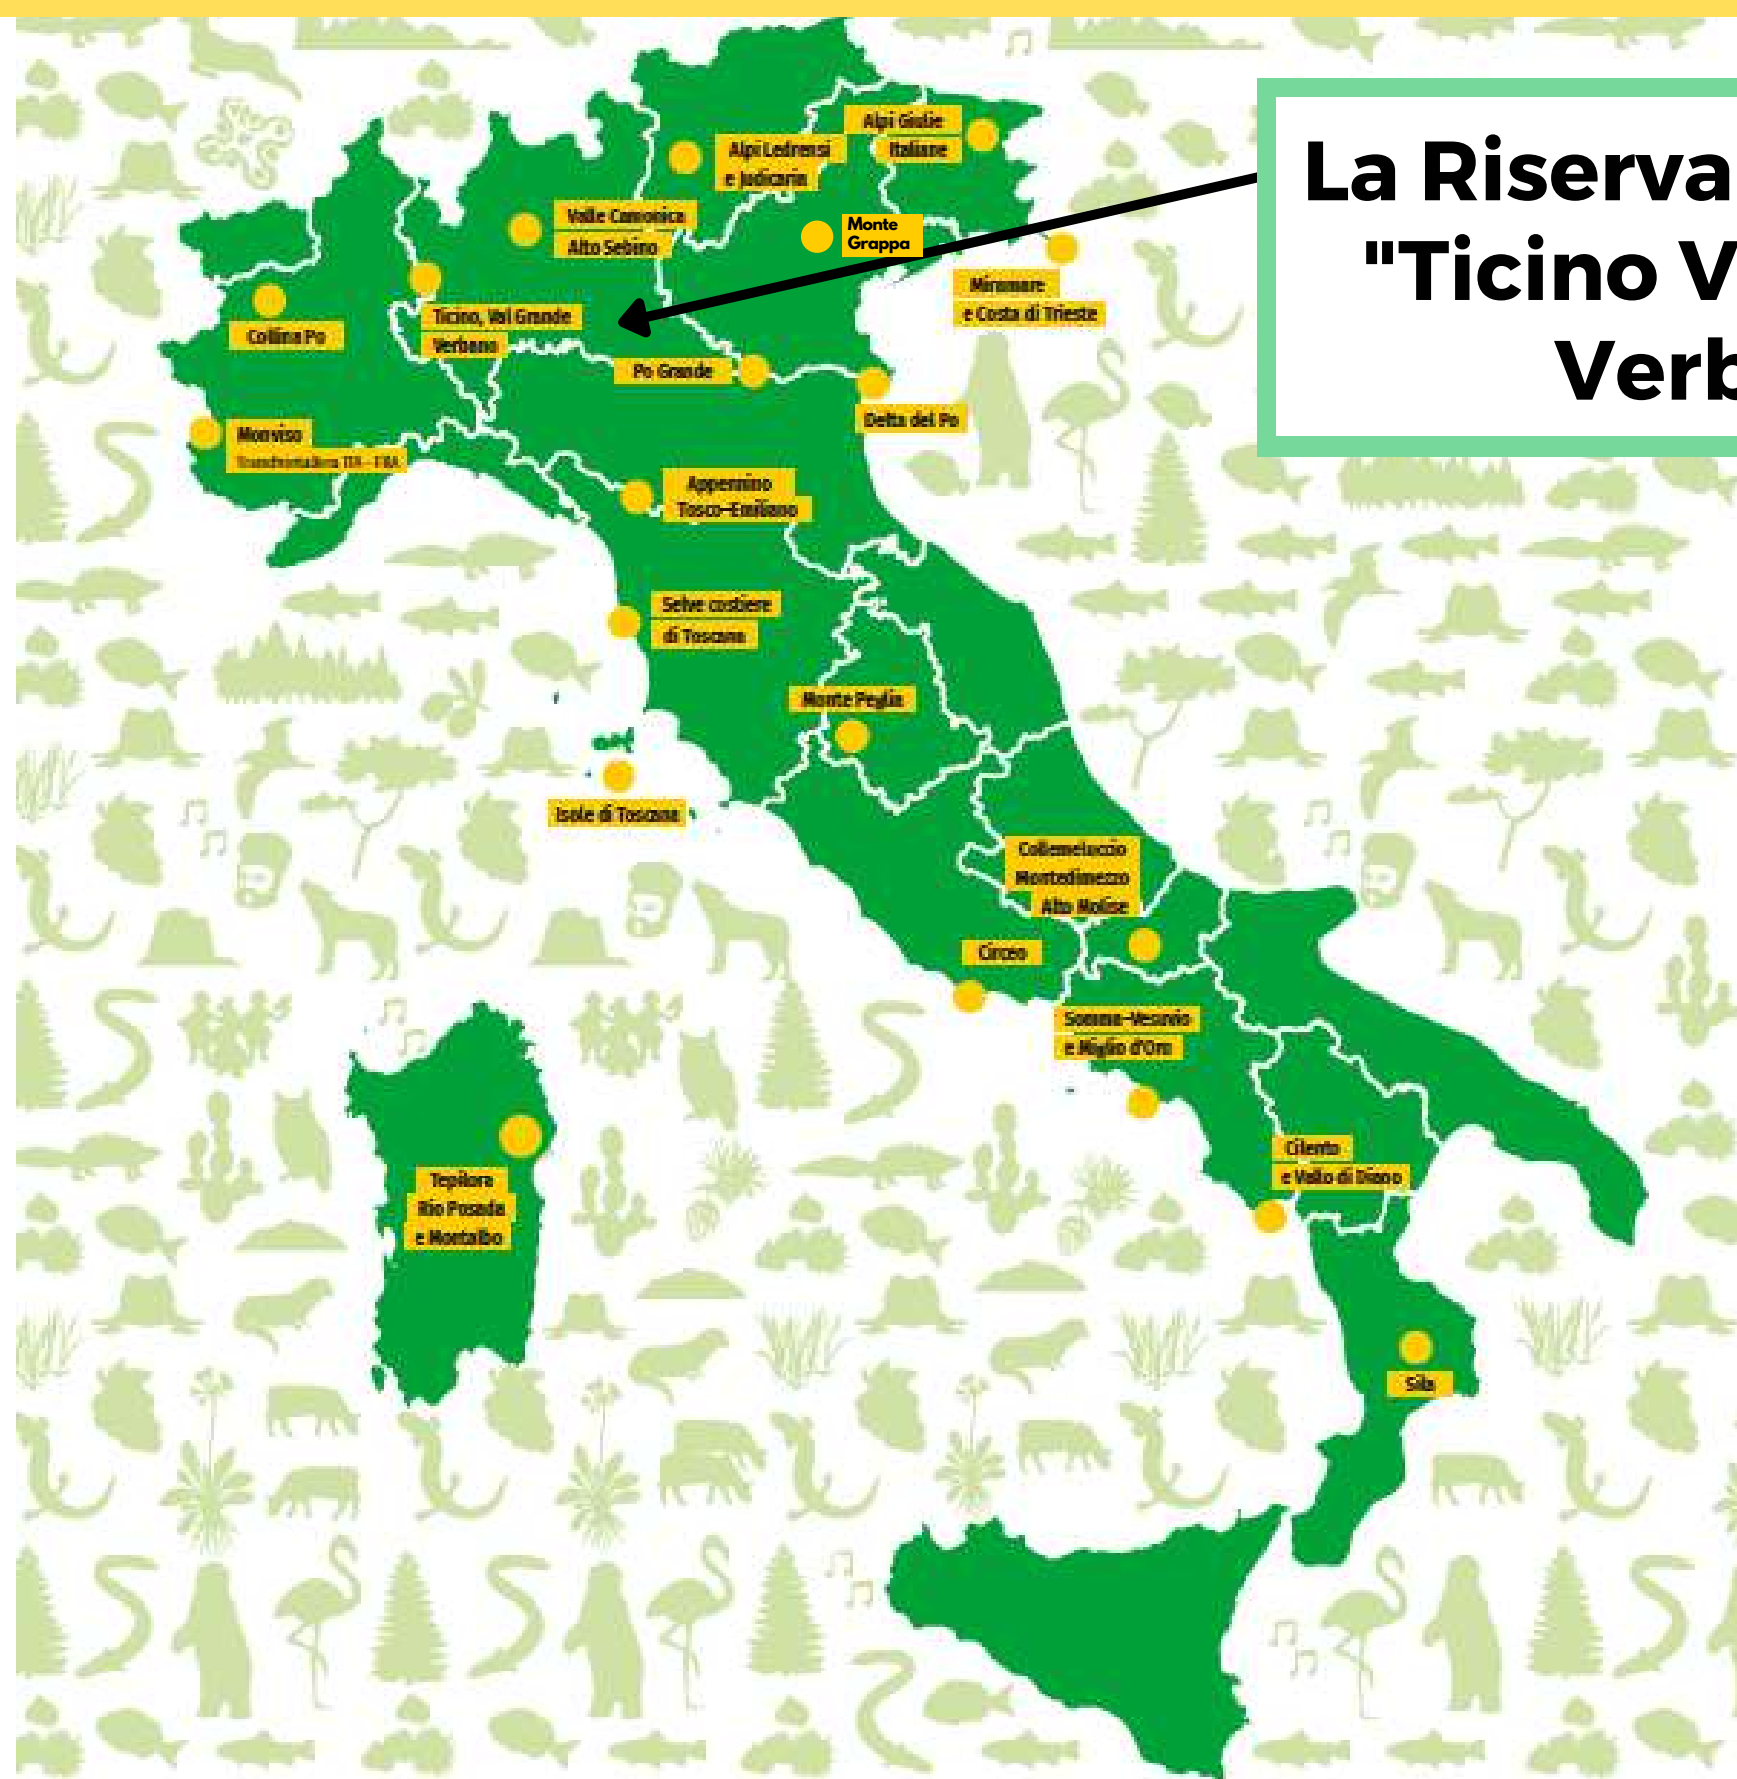 La Riserva
"Ticino V
Verb
Alpi Giulie
Italiane
Alpi Ledrensi
e Judicaria
Valle Camonica
Alto Sebino
Monte
Grappa
Miramare
e Costa di Trieste
Ticino, Val Grande
Verbano
Collina Po
Po Grande
Delta del Po
Monviso
Transfrontaliera ITA - FRA
Appennino
Tosco-Emiliano
Selve costiere
di Toscana
Monte Peglia
Isole di Toscana
Collemeluccio
Montedimezzo
Alto Molise
Circeo
Somma-Vesuvio
e Miglio d'Oro
Cilento
e Vallo di Diano
Tepilora
Rio Posada
e Montalbo
Sila